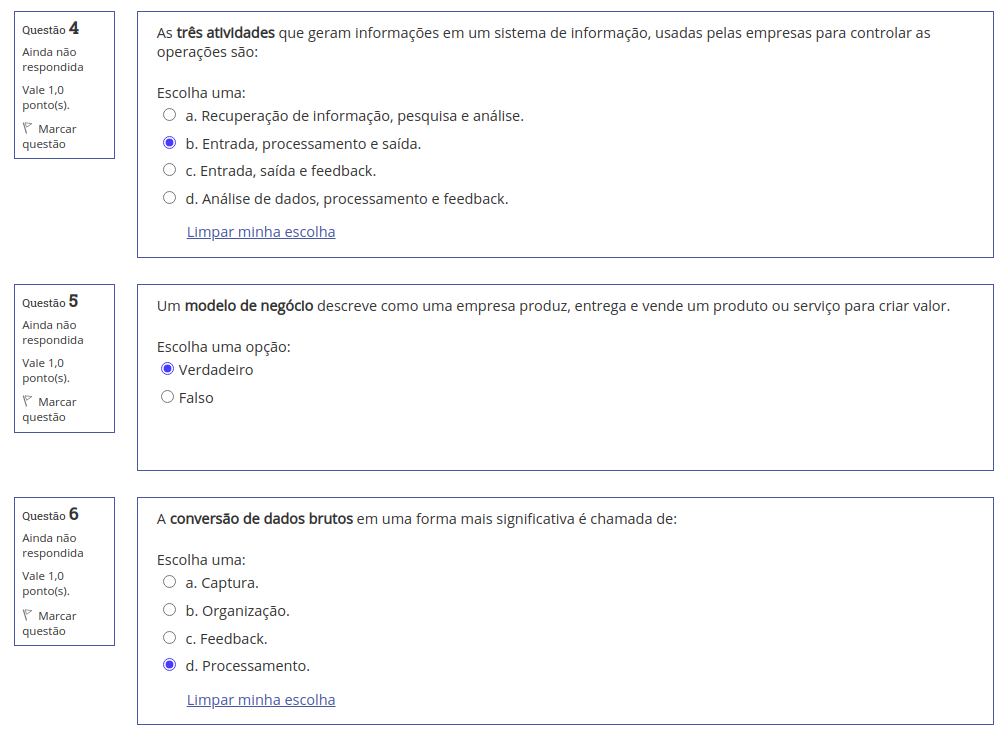 Questão 4
Ainda não
respondida
Vale 1,0
ponto(s).
Marcar
questão
As três atividades que geram informações em um sistema de informação, usadas pelas empresas para controlar as
operações são:
Escolha uma:
a. Recuperação de informação, pesquisa e análise.
b. Entrada, processamento e saída.
c. Entrada, saída e feedback.
d. Análise de dados, processamento e feedback.
Limpar minha escolha
Questão 5
Ainda não
respondida
Vale 1,0
ponto(s).
Marcar
questão
Um modelo de negócio descreve como uma empresa produz, entrega e vende um produto ou serviço para criar valor.
Escolha uma opção:
Verdadeiro
Falso
Questão 6
Ainda não
respondida
Vale 1,0
ponto(s).
Marcar
questão
A conversão de dados brutos em uma forma mais significativa é chamada de:
Escolha uma:
a. Captura.
b. Organização.
c. Feedback.
d. Processamento.
Limpar minha escolha